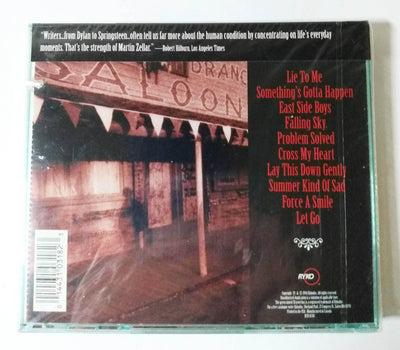 "Writers..from Dylan to Springsteen..often tell us far more about the human condition by concentrating on life's everyday
moments. That's the strength of Martin Zellar." —Robert Hilburn, Los Angeles Times
DRANC
SALOON
Lie To Me
Something's Gotta Happen
East Side Boys
Falling Sky
Problem Solved
Cross My Heart
Lay This Down Gently
Summer Kind Of Sad
Force A Smile
Let Go
RYKO